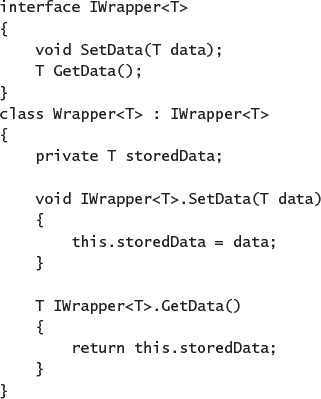 interface IWrapper<T>
{
    void SetData(T data);
    T GetData();
}
class Wrapper<T> : IWrapper<T>
{
    private T storedData;

    void IWrapper<T>.SetData(T data)
    {
        this.storedData = data;
    }

    T IWrapper<T>.GetData()
    {
        return this.storedData;
    }
}